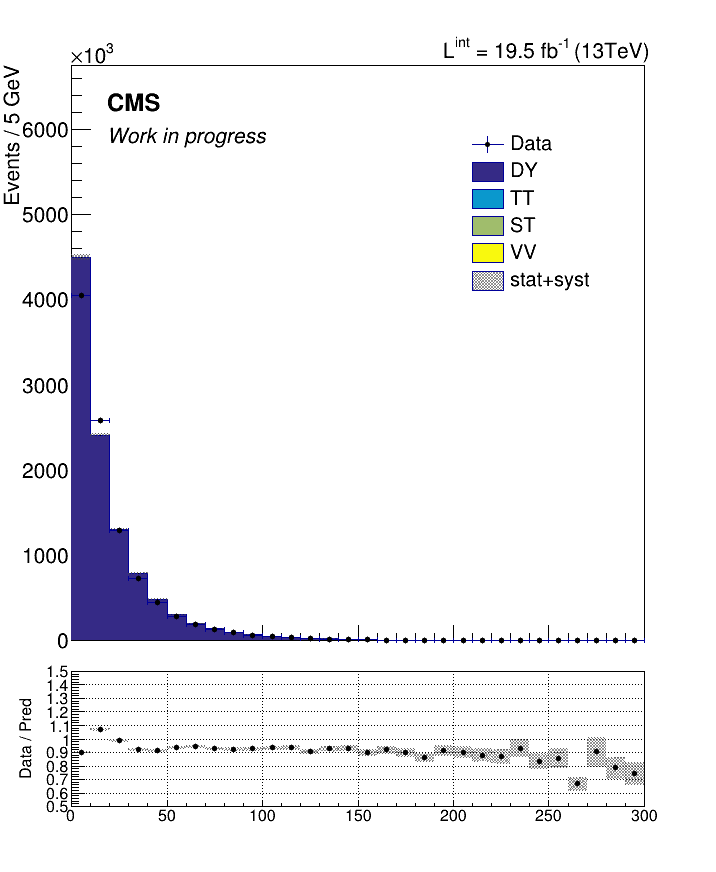 ×10³
L^int = 19.5 fb⁻¹ (13TeV)
Events / 5 GeV
CMS
Work in progress
Data
DY
TT
ST
VV
stat+syst
6000
5000
4000
3000
2000
1000
0
Data / Pred
1.5
1.4
1.3
1.2
1.1
1
0.9
0.8
0.7
0.6
0.5
0 50 100 150 200 250 300